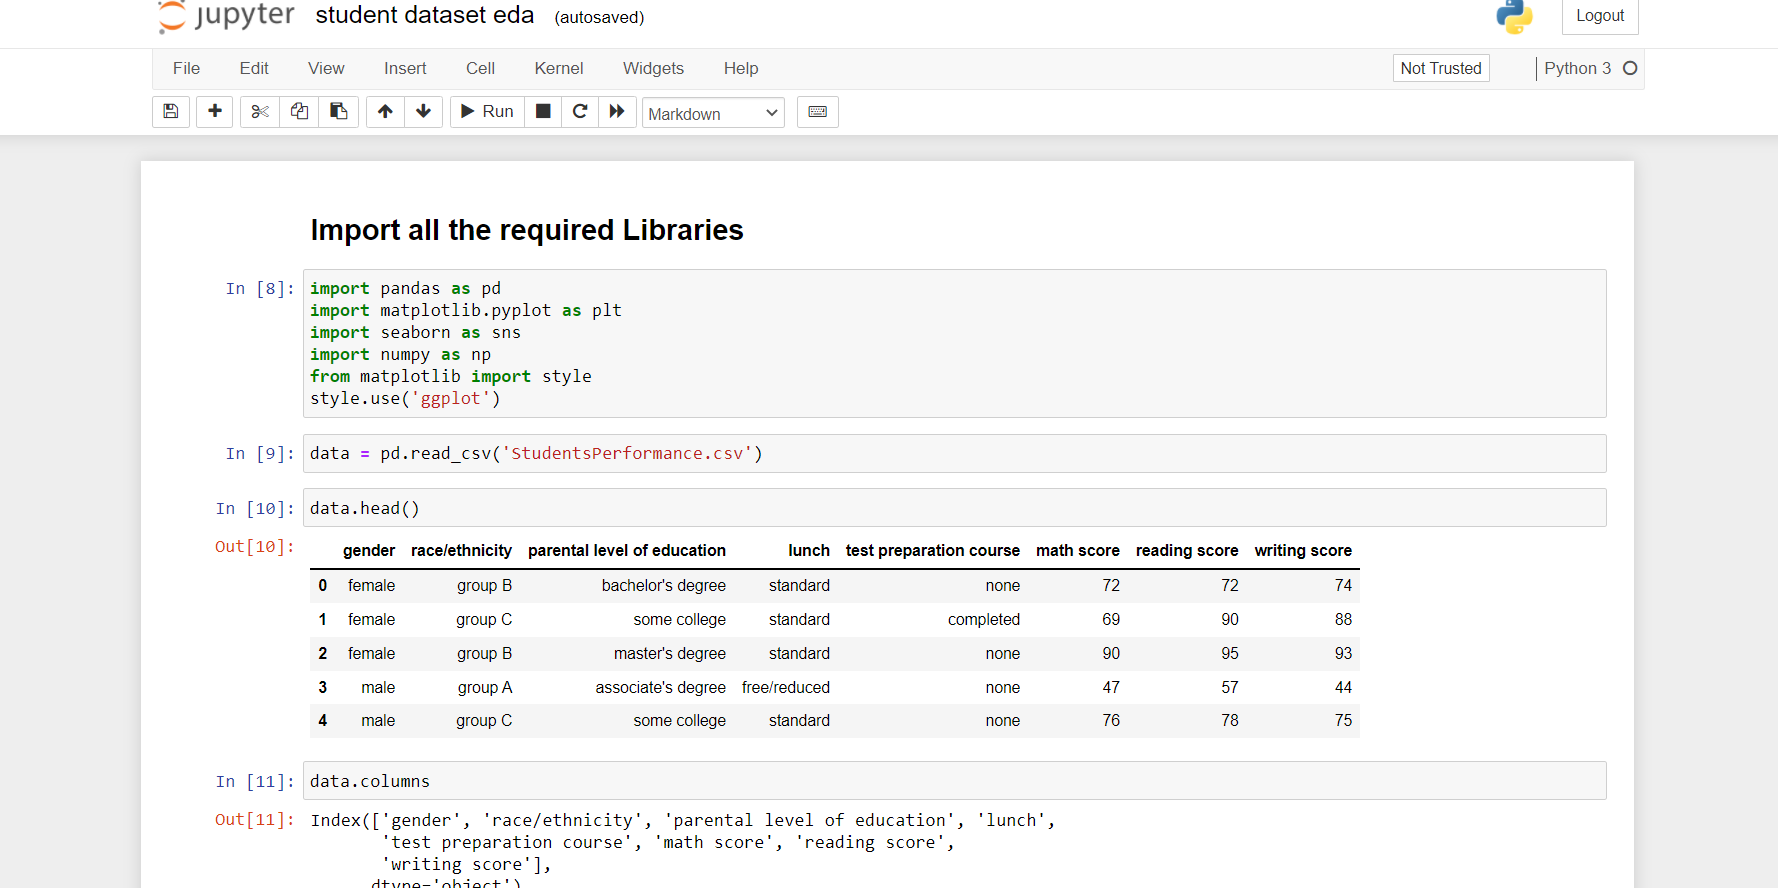 jupyter student dataset eda (autosaved) Logout
File Edit View Insert Cell Kernel Widgets Help Not Trusted Python 3
Run Markdown
Import all the required Libraries
In [8]: import pandas as pd
import matplotlib.pyplot as plt
import seaborn as sns
import numpy as np
from matplotlib import style
style.use('ggplot')
In [9]: data = pd.read_csv('StudentsPerformance.csv')
In [10]: data.head()
Out[10]: gender race/ethnicity parental level of education lunch test preparation course math score reading score writing score
0 female group B bachelor's degree standard none 72 72 74
1 female group C some college standard completed 69 90 88
2 female group B master's degree standard none 90 95 93
3 male group A associate's degree free/reduced none 47 57 44
4 male group C some college standard none 76 78 75
In [11]: data.columns
Out[11]: Index(['gender', 'race/ethnicity', 'parental level of education', 'lunch',
'test preparation course', 'math score', 'reading score',
'writing score'],
dtype='object')